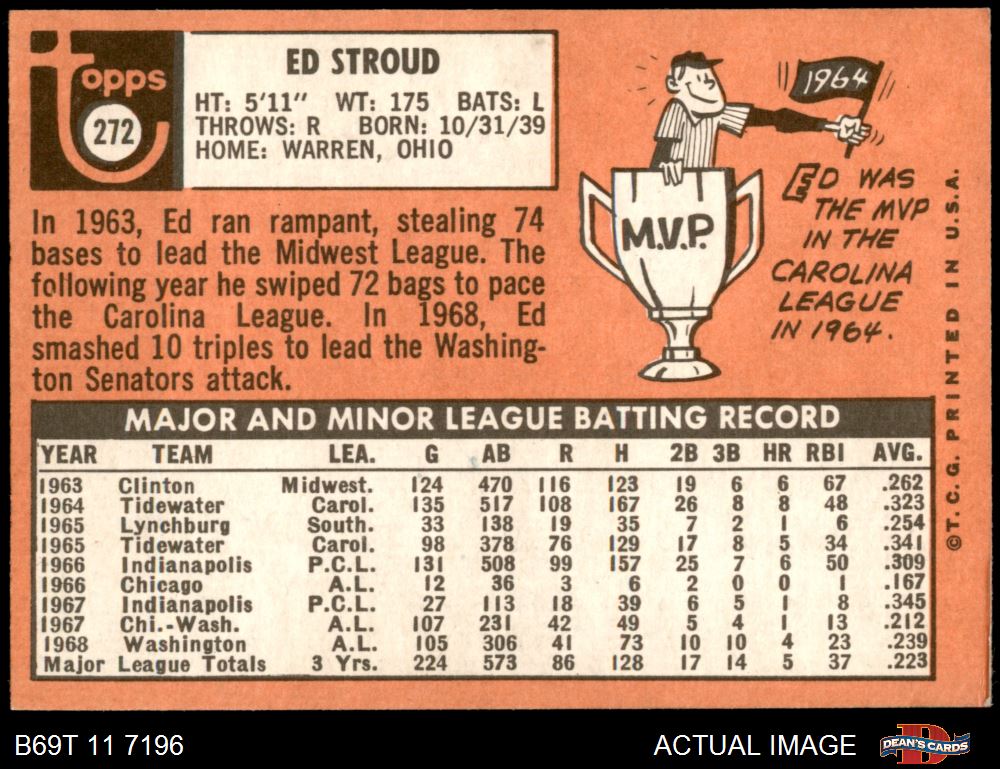 Topps
272
ED STROUD
HT: 5'11" WT: 175 BATS: L
THROWS: R BORN: 10/31/39
HOME: WARREN, OHIO
In 1963, Ed ran rampant, stealing 74
bases to lead the Midwest League. The
following year he swiped 72 bags to pace
the Carolina League. In 1968, Ed
smashed 10 triples to lead the Washing-
ton Senators attack.
1964
M.V.P.
ED WAS
THE MVP
IN THE
CAROLINA
LEAGUE
IN 1964.
©T.C.G. PRINTED IN U.S.A.
MAJOR AND MINOR LEAGUE BATTING RECORD
YEAR TEAM LEA. G AB R H 2B 3B HR RBI AVG.
1963 Clinton Midwest. 124 470 116 123 19 6 6 67 .262
1964 Tidewater Carol. 135 517 108 167 26 8 8 48 .323
1965 Lynchburg South. 33 138 19 35 7 2 1 6 .254
1965 Tidewater Carol. 98 378 76 129 17 8 5 34 .341
1966 Indianapolis P.C.L. 131 508 99 157 25 7 6 50 .309
1966 Chicago A.L. 12 36 3 6 2 0 0 1 .167
1967 Indianapolis P.C.L. 27 113 18 39 6 5 1 8 .345
1967 Chi.-Wash. A.L. 107 231 42 49 5 4 1 13 .212
1968 Washington A.L. 105 306 41 73 10 10 4 23 .239
Major League Totals 3 Yrs. 224 573 86 128 17 14 5 37 .223
B69T 11 7196
ACTUAL IMAGE
D
DEAN'S CARDS